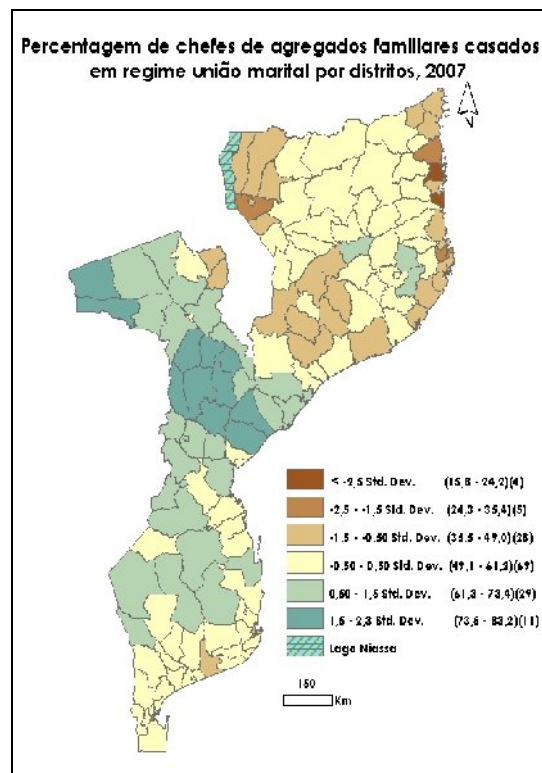 Percentagem de chefes de agregados familiares casados
em regime união marital por distritos, 2007
< -2,5 Std. Dev. (15,8 - 24,2)(4)
-2,5 - -1,5 Std. Dev. (24,3 - 35,4)(5)
-1,5 - -0,50 Std. Dev. (35,5 - 49,0)(28)
-0,50 - 0,50 Std. Dev. (49,1 - 61,2)(69)
0,50 - 1,5 Std. Dev. (61,3 - 73,4)(29)
1,5 - 2,3 Std. Dev. (73,5 - 83,2)(11)
Lago Niassa
150
Km